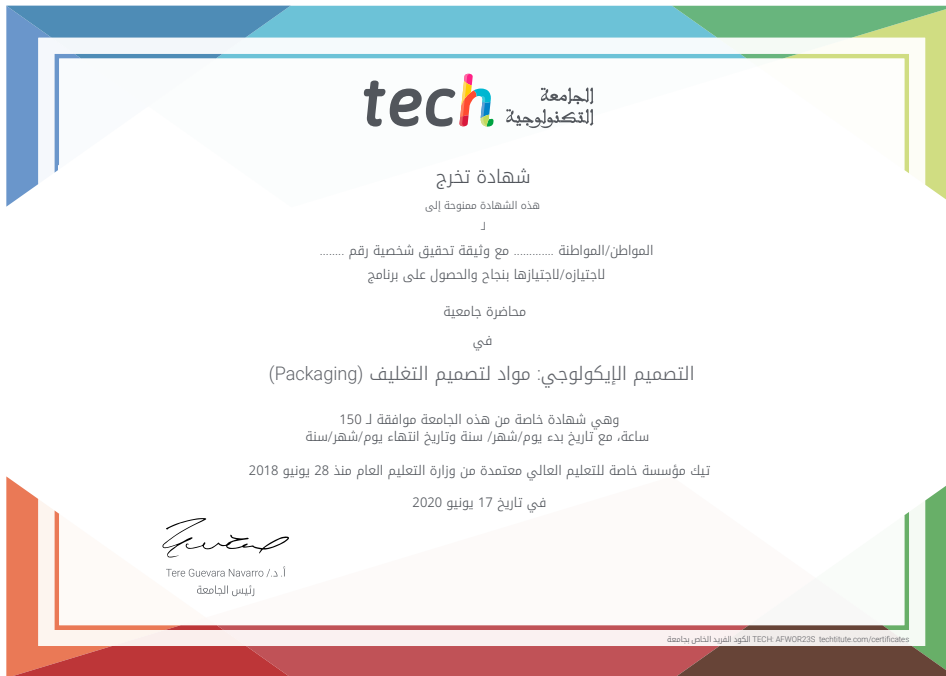 tech الجامعة
التكنولوجية
شهادة تخرج
هذه الشهادة ممنوحة إلى
لـ
المواطن/المواطنة ............ مع وثيقة تحقيق شخصية رقم ........
لاجتيازه/لاجتيازها بنجاح والحصول على برنامج
محاضرة جامعية
في
التصميم الإيكولوجي: مواد لتصميم التغليف (Packaging)
وهي شهادة خاصة من هذه الجامعة موافقة لـ 150
ساعة، مع تاريخ بدء يوم/شهر/ سنة وتاريخ انتهاء يوم/شهر/سنة
تيك مؤسسة خاصة للتعليم العالي معتمدة من وزارة التعليم العام منذ 28 يونيو 2018
في تاريخ 17 يونيو 2020
أ. د./ Tere Guevara Navarro
رئيس الجامعة
الكود الفريد الخاص بجامعة TECH: AFWOR23S techtitute.com/certificates